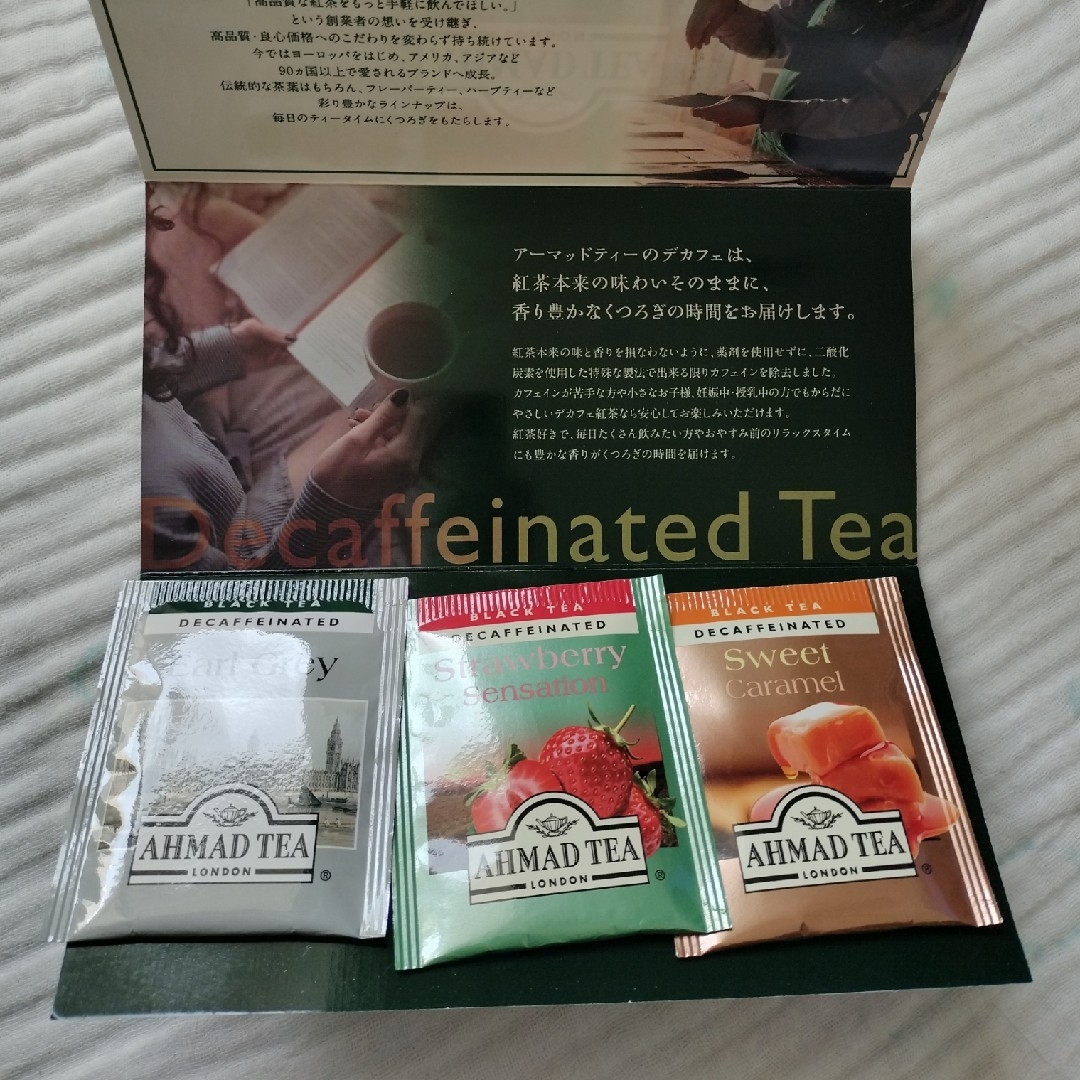 「高品質な紅茶をもっと手軽に飲んでほしい。」
という創業者の想いを受け継ぎ、
高品質・良心価格へのこだわりを変わらず持ち続けています。
今ではヨーロッパをはじめ、アメリカ、アジアなど
90ヵ国以上で愛されるブランドへ成長。
伝統的な茶葉はもちろん、フレーバーティー、ハーブティーなど
彩り豊かなラインナップは、
毎日のティータイムにくつろぎをもたらします。
アーマッドティーのデカフェは、
紅茶本来の味わいそのままに、
香り豊かなくつろぎの時間をお届けします。
紅茶本来の味と香りを損なわないように、薬剤を使用せずに、二酸化
炭素を使用した特殊な製法で出来る限りカフェインを除去しました。
カフェインが苦手な方や小さなお子様、妊娠中・授乳中の方でもからだに
やさしいデカフェ紅茶なら安心してお楽しみいただけます。
紅茶好きで、毎日たくさん飲みたい方やおやすみ前のリラックスタイム
にも豊かな香りがくつろぎの時間を届けます。
Decaffeinated Tea
BLACK TEA
DECAFFEINATED
Earl Grey
AHMAD TEA
LONDON
®
BLACK TEA
DECAFFEINATED
Strawberry
Sensation
AHMAD TEA
LONDON
®
BLACK TEA
DECAFFEINATED
Sweet
Caramel
AHMAD TEA
LONDON
®